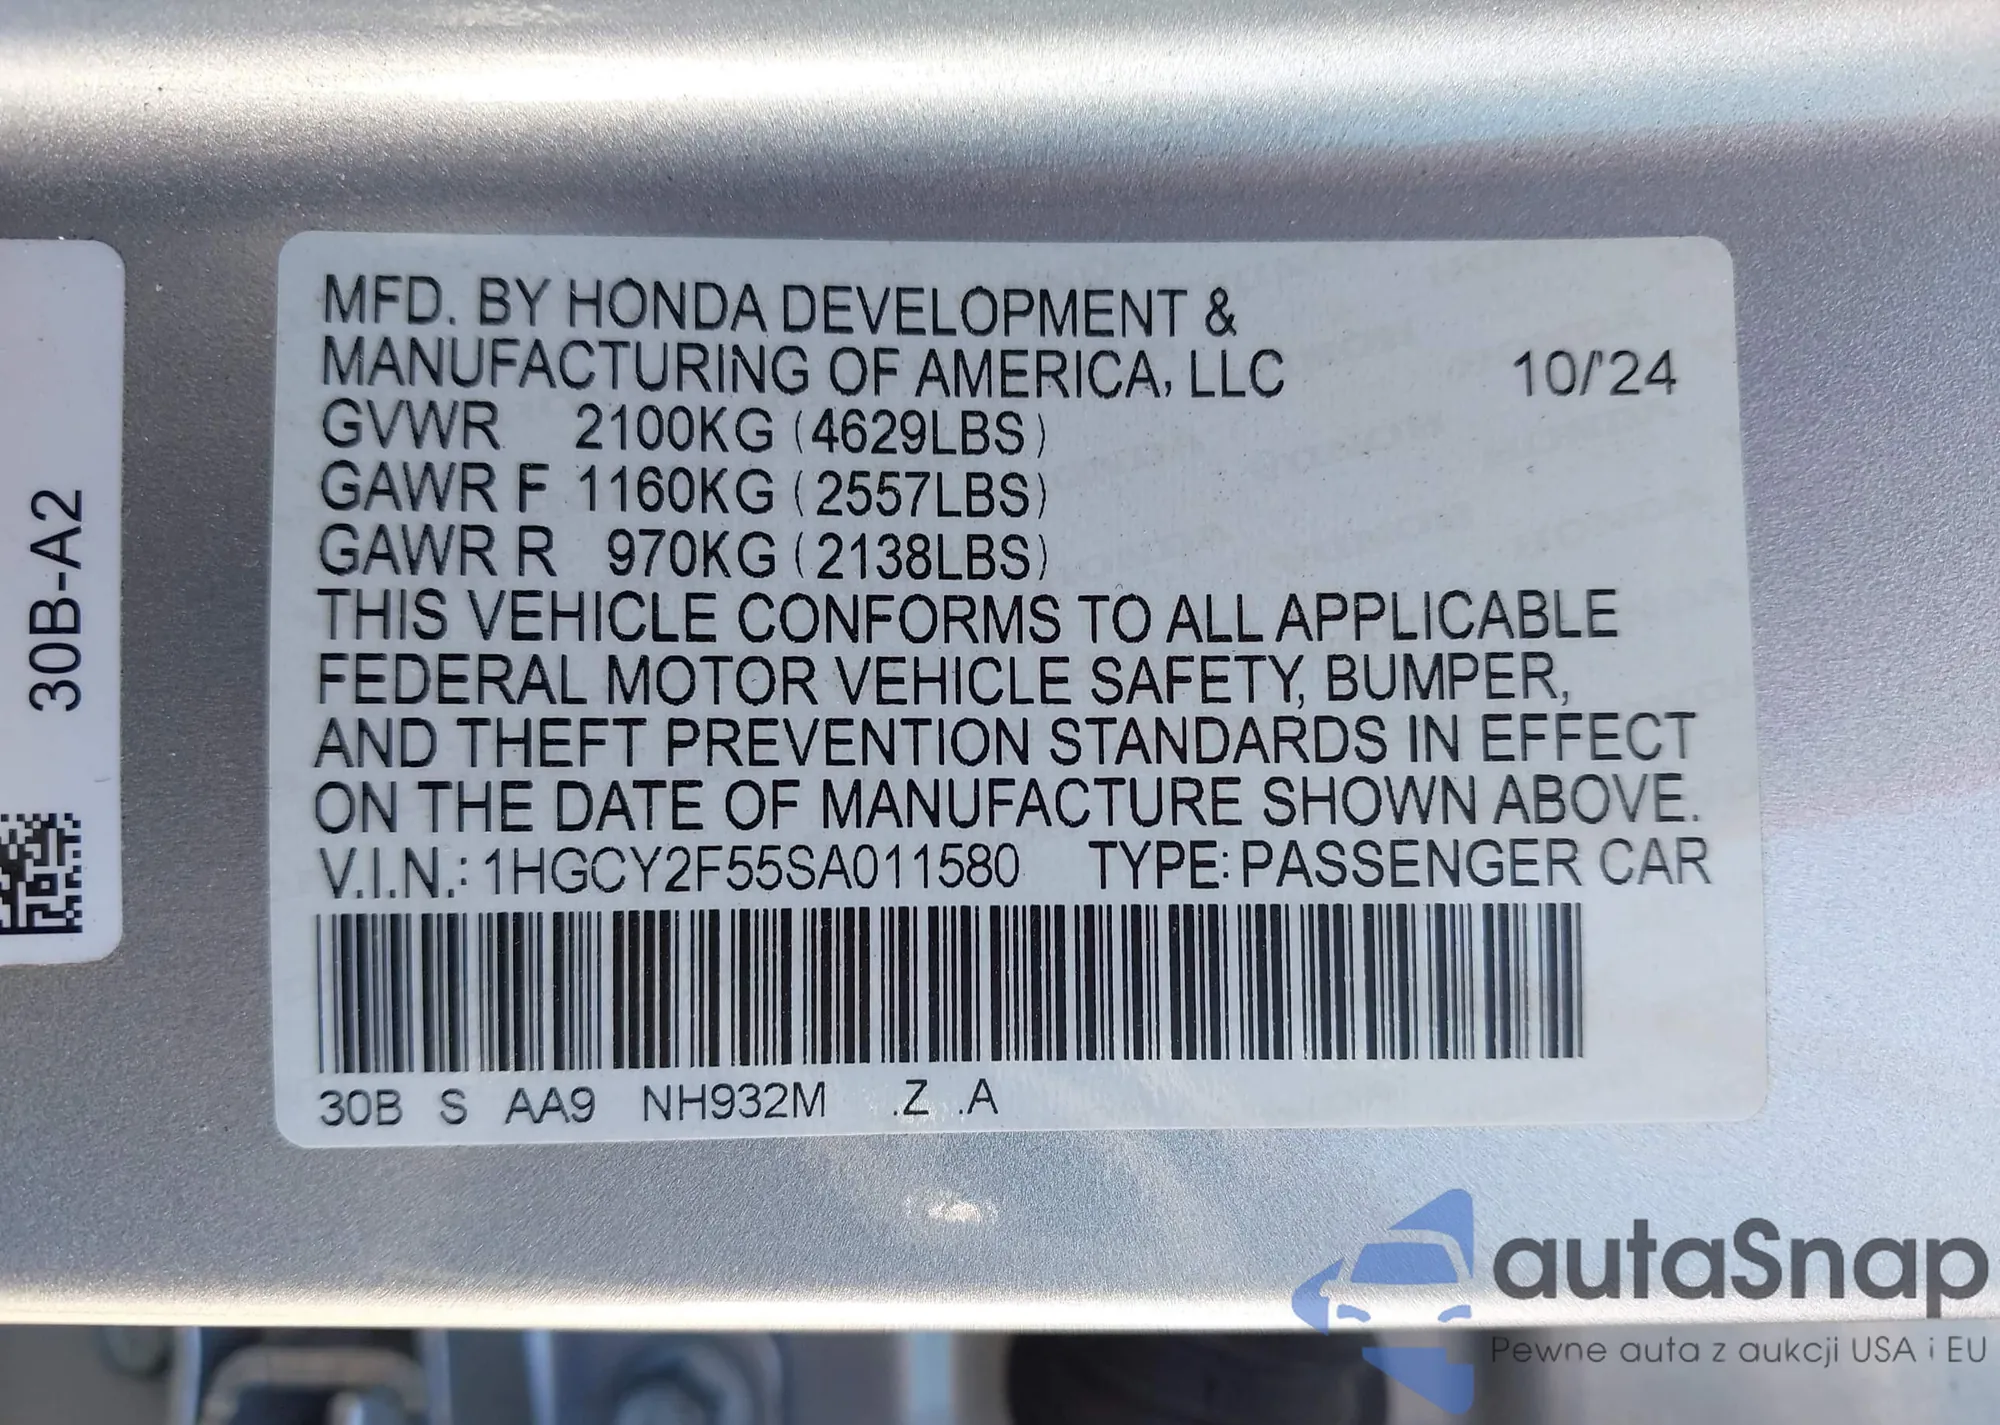 MFD. BY HONDA DEVELOPMENT &
MANUFACTURING OF AMERICA, LLC 10/'24
GVWR 2100KG (4629LBS)
GAWR F 1160KG (2557LBS)
GAWR R 970KG (2138LBS)
THIS VEHICLE CONFORMS TO ALL APPLICABLE
FEDERAL MOTOR VEHICLE SAFETY, BUMPER,
AND THEFT PREVENTION STANDARDS IN EFFECT
ON THE DATE OF MANUFACTURE SHOWN ABOVE.
V.I.N.: 1HGCY2F55SA011580 TYPE: PASSENGER CAR
30B S AA9 NH932M .Z .A
30B-A2
autaSnap
Pewne auta z aukcji USA i EU